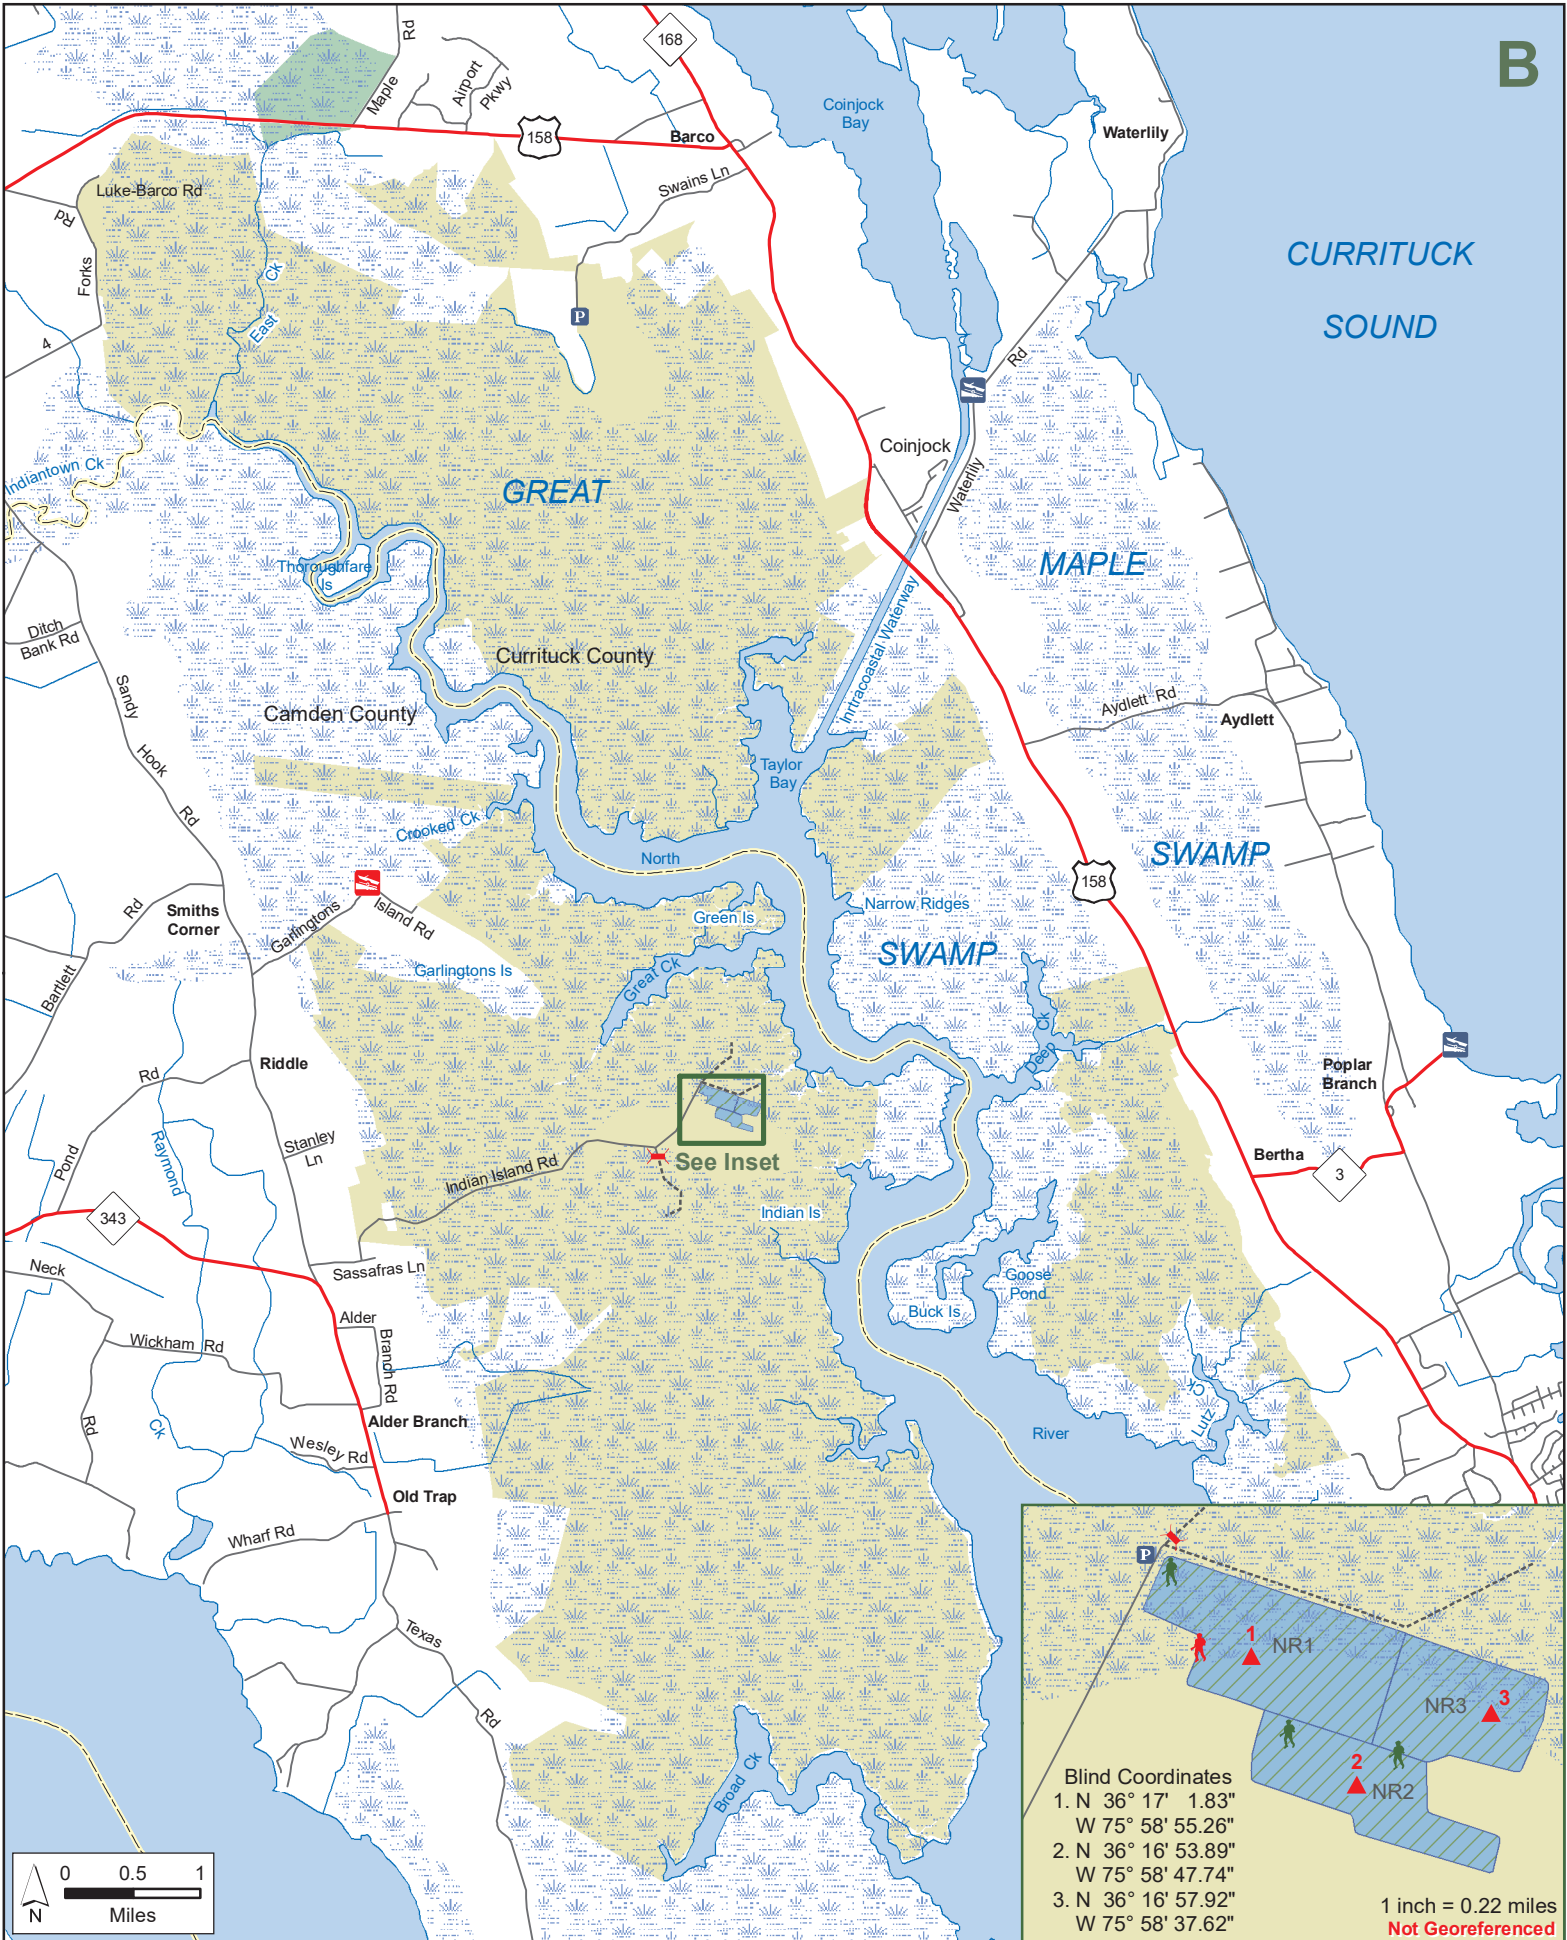 B
Rd
168
Maple
Airport
Pkwy
158
Barco
Coinjock
Bay
Waterlily
Swains Ln
Luke-Barco Rd
Rd
Forks
4
CURRITUCK
SOUND
East
Ck
P
Rd
Coinjock
Waterlily
Indiantown Ck
GREAT
Thoroughfare
Is
MAPLE
Intracoastal Waterway
Ditch
Bank Rd
Currituck County
Camden County
Sandy
Hook
Rd
Aydlett Rd
Aydlett
Taylor
Bay
Crooked Ck
North
SWAMP
158
Rd
Smiths
Corner
Garlingtons
Island Rd
Green Is
Narrow Ridges
SWAMP
Garlingtons Is
Great Ck
Bartlett
Deep
Ck
Riddle
Rd
Poplar
Branch
Pond
Raymond
Stanley
Ln
See Inset
Indian Island Rd
Bertha
3
343
Indian Is
Neck
Sassafras Ln
Goose
Pond
Buck Is
Wickham Rd
Alder
Branch Rd
Rd
Ck
Alder Branch
Lutz
Ck
River
Wesley Rd
Old Trap
Wharf Rd
Texas
Rd
Broad Ck
P
1
NR1
NR3
3
2
NR2
Blind Coordinates
1. N 36° 17' 1.83"
W 75° 58' 55.26"
2. N 36° 16' 53.89"
W 75° 58' 47.74"
3. N 36° 16' 57.92"
W 75° 58' 37.62"
1 inch = 0.22 miles
Not Georeferenced
0 0.5 1
Miles
N